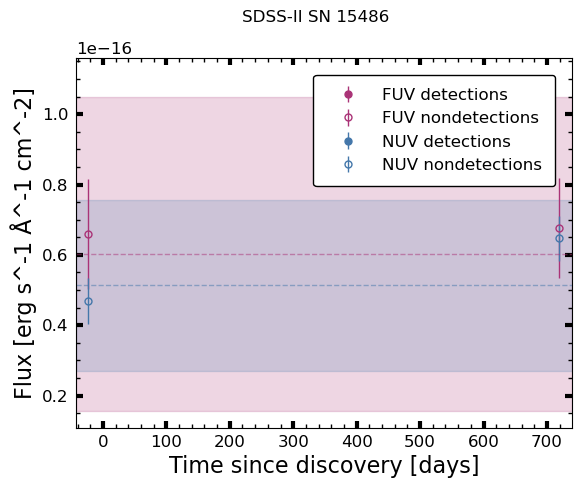 SDSS-II SN 15486
1e−16
FUV detections
FUV nondetections
NUV detections
NUV nondetections
1.0
0.8
0.6
0.4
0.2
Flux [erg s^-1 Å^-1 cm^-2]
0 100 200 300 400 500 600 700
Time since discovery [days]